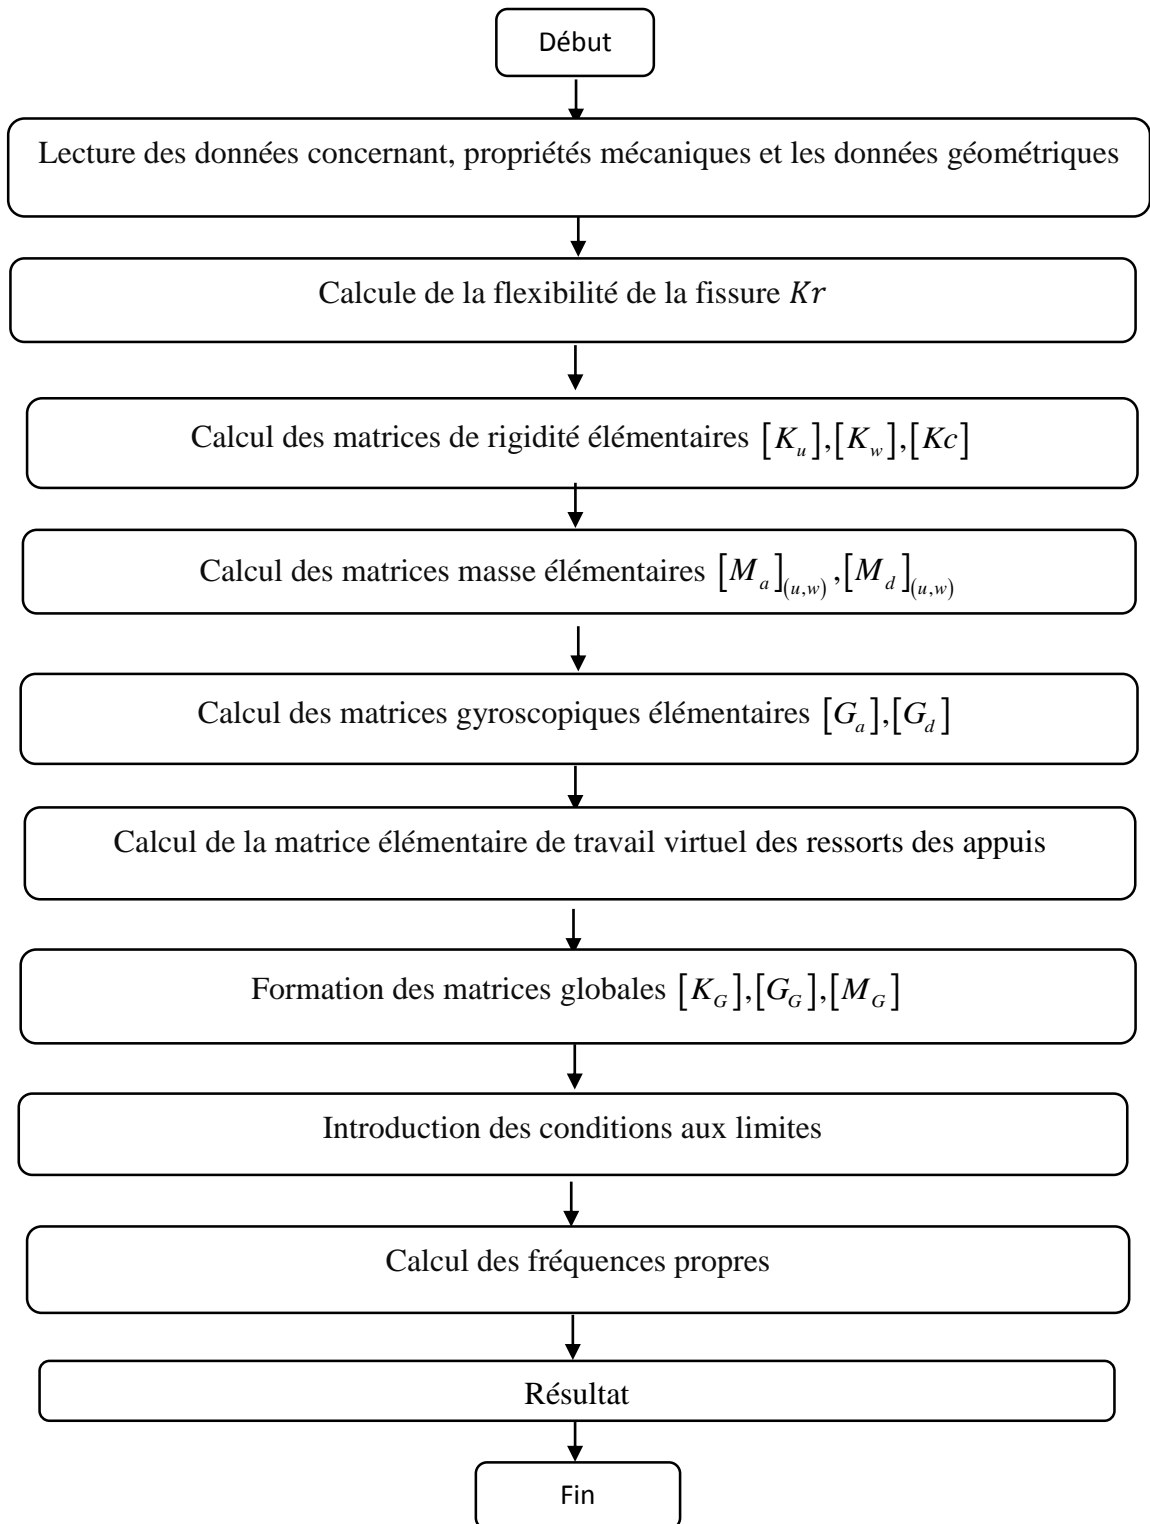 Début
Lecture des données concernant, propriétés mécaniques et les données géométriques
Calcule de la flexibilité de la fissure Kr
Calcul des matrices de rigidité élémentaires [K_u],[K_w],[Kc]
Calcul des matrices masse élémentaires [M_a]_(u,w),[M_d]_(u,w)
Calcul des matrices gyroscopiques élémentaires [G_a],[G_d]
Calcul de la matrice élémentaire de travail virtuel des ressorts des appuis
Formation des matrices globales [K_G],[G_G],[M_G]
Introduction des conditions aux limites
Calcul des fréquences propres
Résultat
Fin